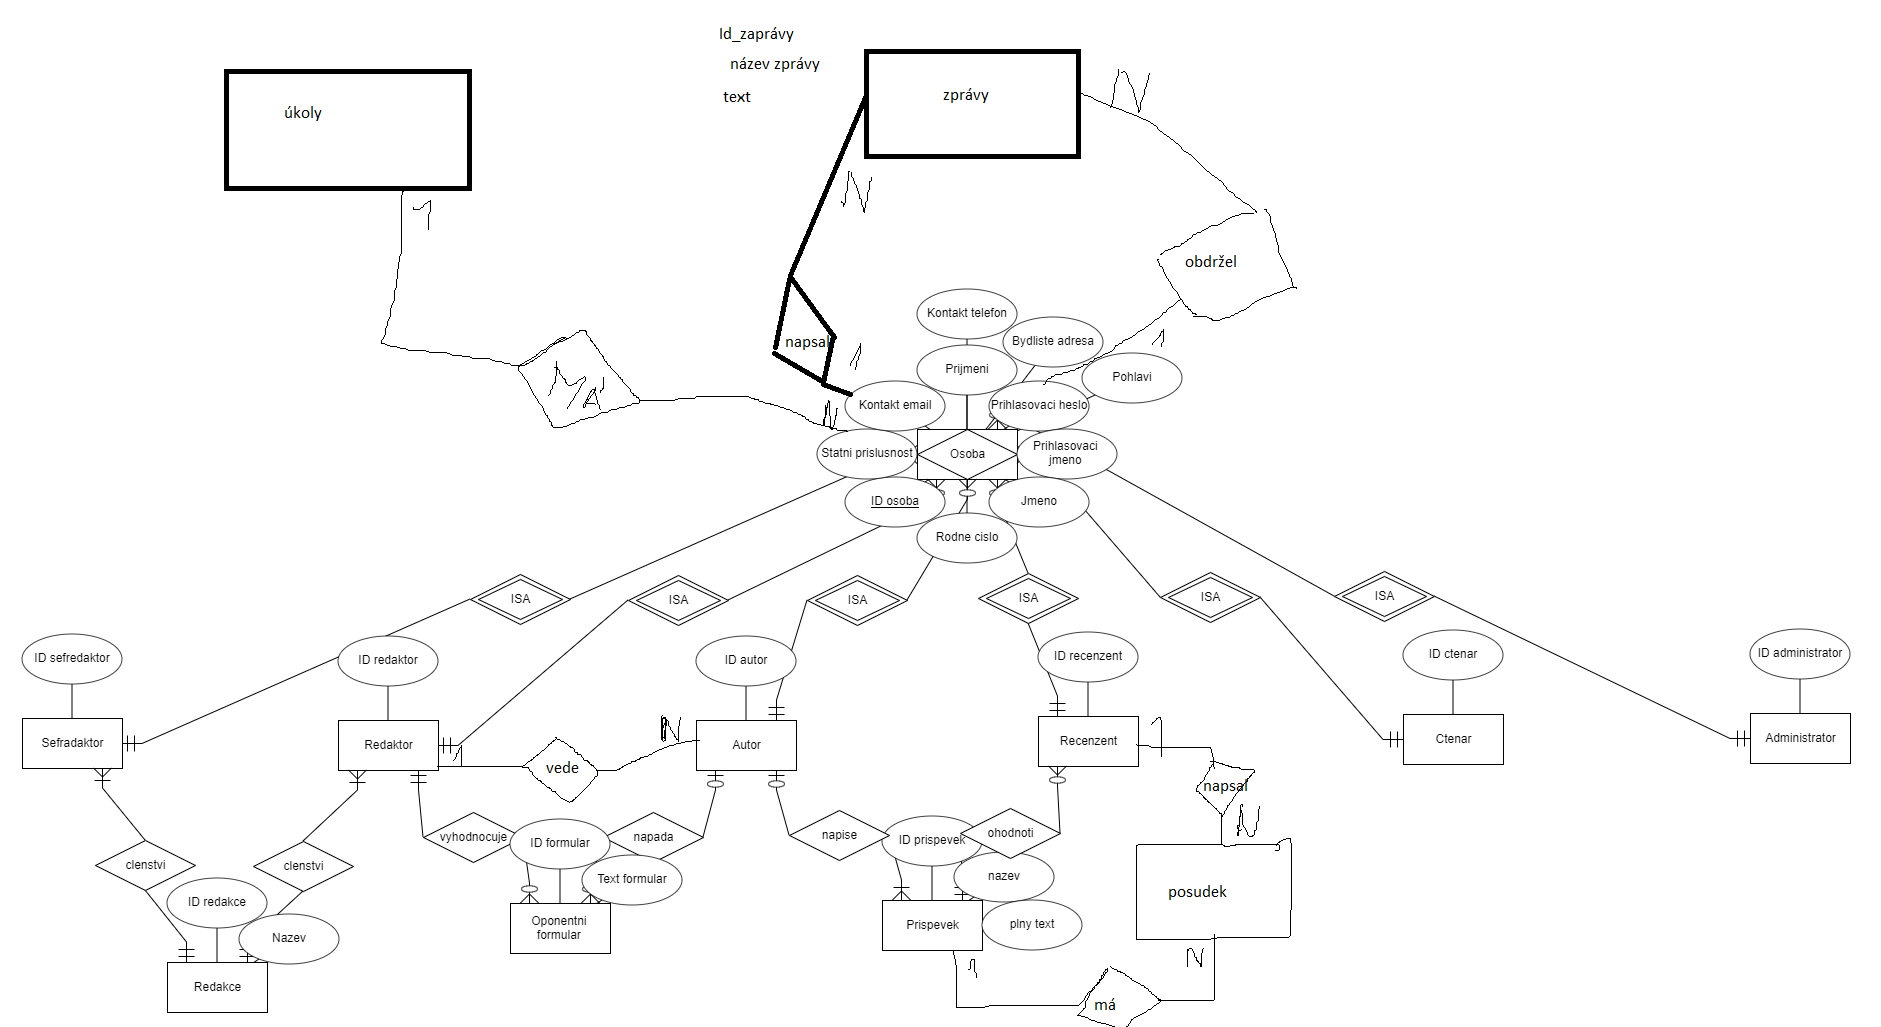 Id_zaprávy
název zprávy
text
zprávy
N
úkoly
1
N
obdržel
napsal
1
1
Má
N
Kontakt telefon
Bydliste adresa
Prijmeni
Pohlavi
Kontakt email
Prihlasovaci heslo
Statni prislusnost
Osoba
Prihlasovaci
jmeno
ID osoba
Jmeno
Rodne cislo
ISA
ISA
ISA
ISA
ISA
ISA
ID sefredaktor
ID redaktor
ID autor
ID recenzent
ID ctenar
ID administrator
Sefradaktor
Redaktor
1
vede
N
Autor
Recenzent
1
Ctenar
Administrator
napsal
N
clenstvi
clenstvi
vyhodnocuje
ID formular
napada
napise
ID prispevek
ohodnoti
Text formular
nazev
posudek
ID redakce
Nazev
Oponentni
formular
Prispevek
plny text
1
N
Redakce
má